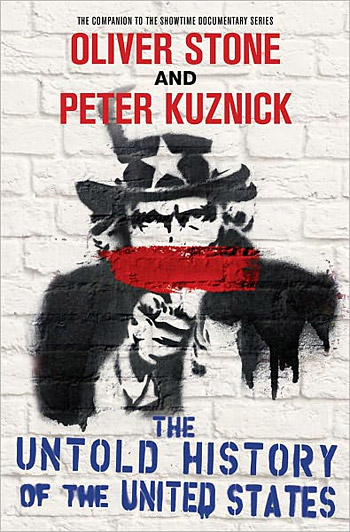 THE COMPANION TO THE SHOWTIME DOCUMENTARY SERIES
OLIVER STONE
AND
PETER KUZNICK
THE
UNTOLD HISTORY
OF THE UNITED STATES